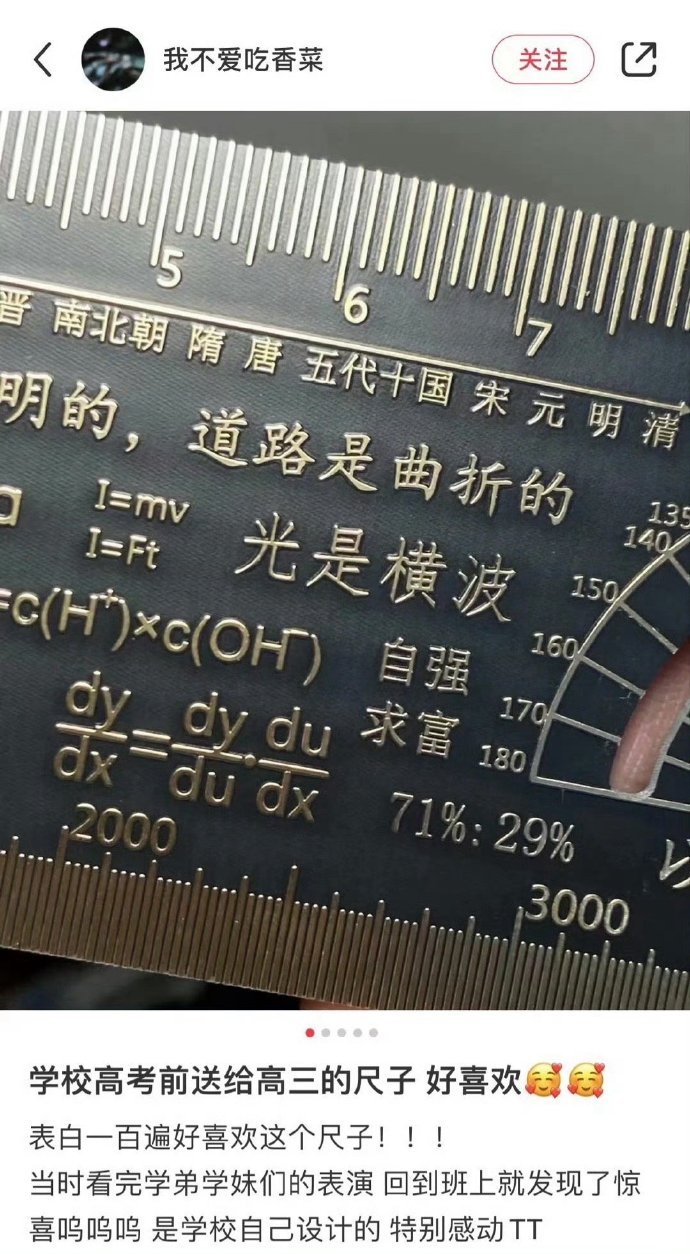 我不爱吃香菜
关注
5
6
7
晋 南北朝 隋 唐 五代十国 宋 元 明 清
明的，道路是曲折的
I=mv
I=Ft
光是横波
135
140
150
160
170
180
=c(H⁺)×c(OH⁻)
自强
求富
dy/dx=dy/du·du/dx
71%:29%
2000
3000
学校高考前送给高三的尺子 好喜欢🥰🥰
表白一百遍好喜欢这个尺子！！！
当时看完学弟学妹们的表演 回到班上就发现了惊
喜呜呜呜 是学校自己设计的 特别感动TT